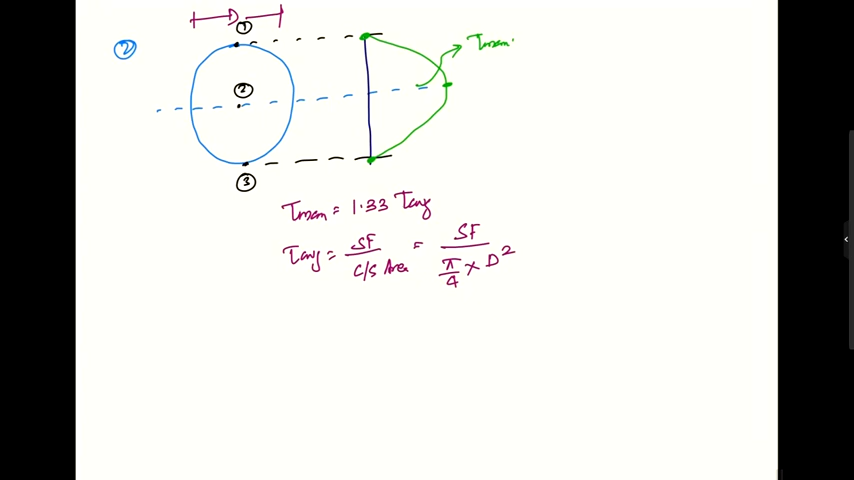 D
①
②
②
τmax.
③
τmax = 1.33 τavg
τavg = SF / C/S Area = SF / π/4 × D²